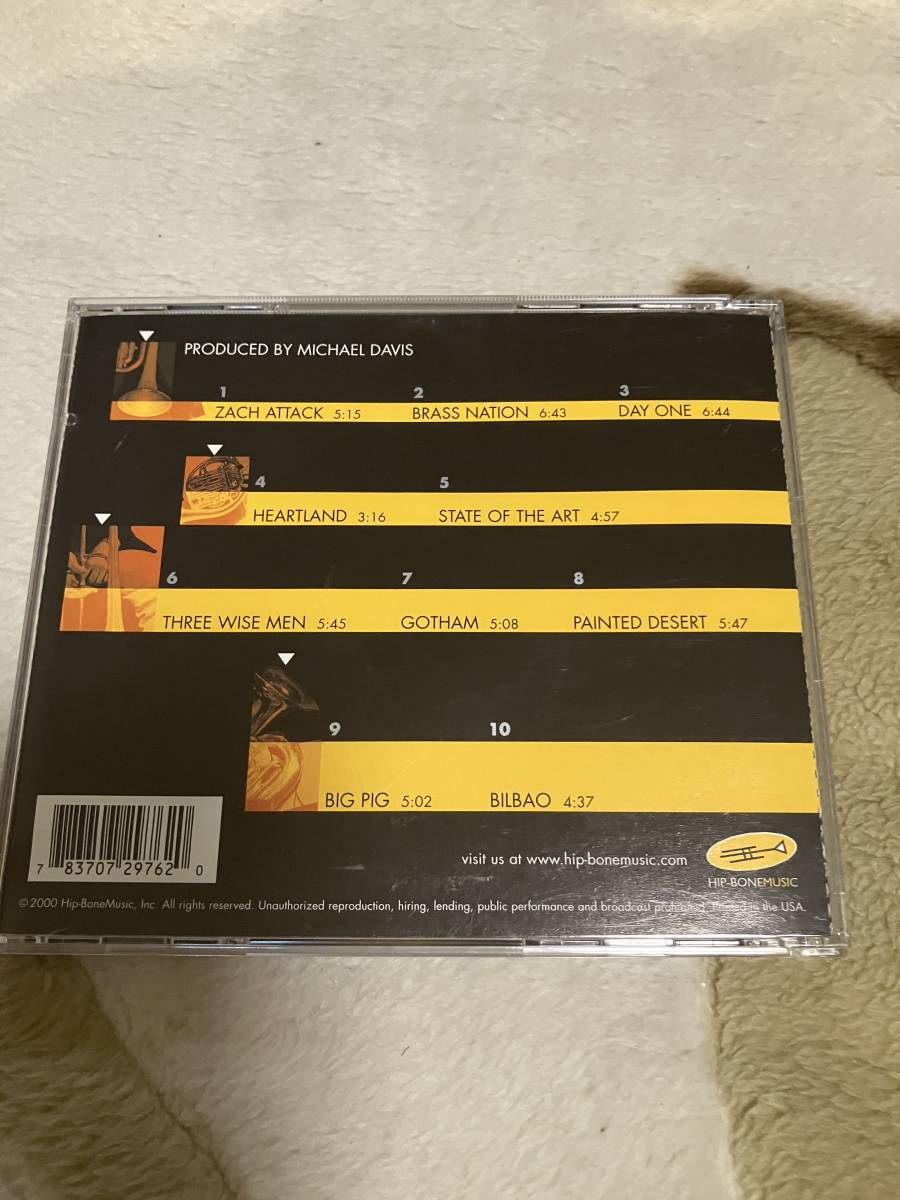 PRODUCED BY MICHAEL DAVIS
1 2 3
ZACH ATTACK 5:15 BRASS NATION 6:43 DAY ONE 6:44
4 5
HEARTLAND 3:16 STATE OF THE ART 4:57
6 7 8
THREE WISE MEN 5:45 GOTHAM 5:08 PAINTED DESERT 5:47
9 10
BIG PIG 5:02 BILBAO 4:37
7 83707 29762 0
visit us at www.hip-bonemusic.com
HIP-BONEMUSIC
©2000 Hip-BoneMusic, Inc. All rights reserved. Unauthorized reproduction, hiring, lending, public performance and broadcast prohibited. Printed in the USA.